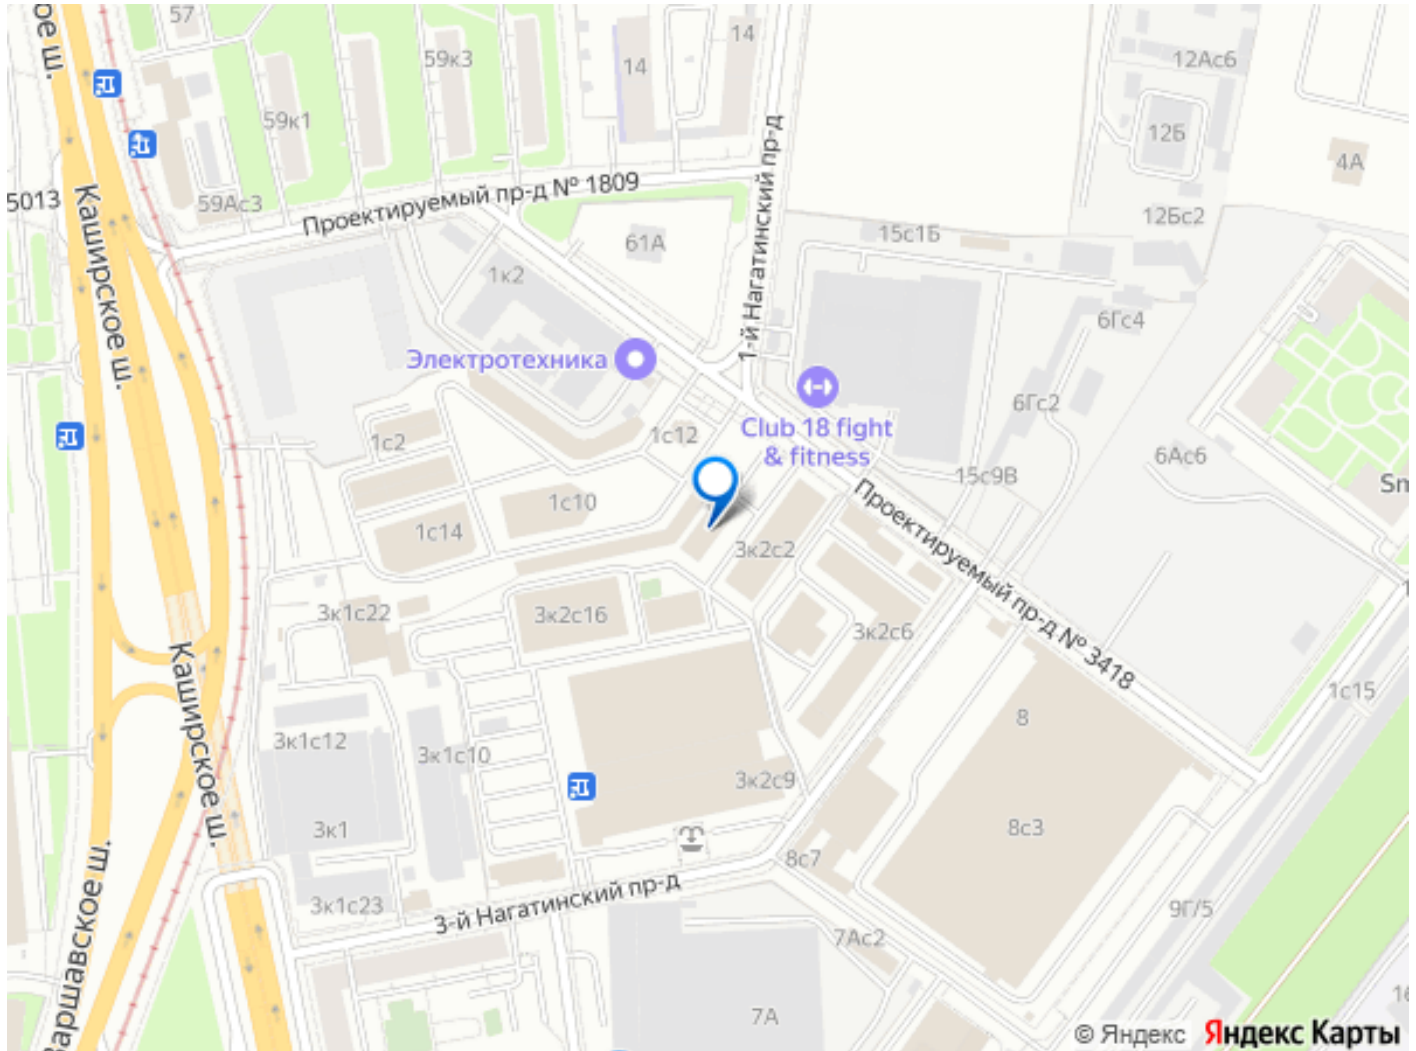 57
59к3
14
14
12Ас6
59к1
12Б
4А
5013
59Ас3
Проектируемый пр-д № 1809
12Бс2
61А
15с1Б
Каширское ш.
1к2
1-й Нагатинский пр-д
6Гс4
Электротехника
6Гс2
Club 18 fight
& fitness
1с2
1с12
6Ас6
15с9В
1с10
1с14
3к2с2
Проектируемый пр-д № 3418
3к1с22
3к2с16
3к2с6
Каширское ш.
1с15
8
3к1с12
3к1с10
3к2с9
3к1
8с3
8с7
3к1с23
3-й Нагатинский пр-д
9Г/5
7Ас2
Варшавское ш.
7А
© Яндекс Яндекс Карты